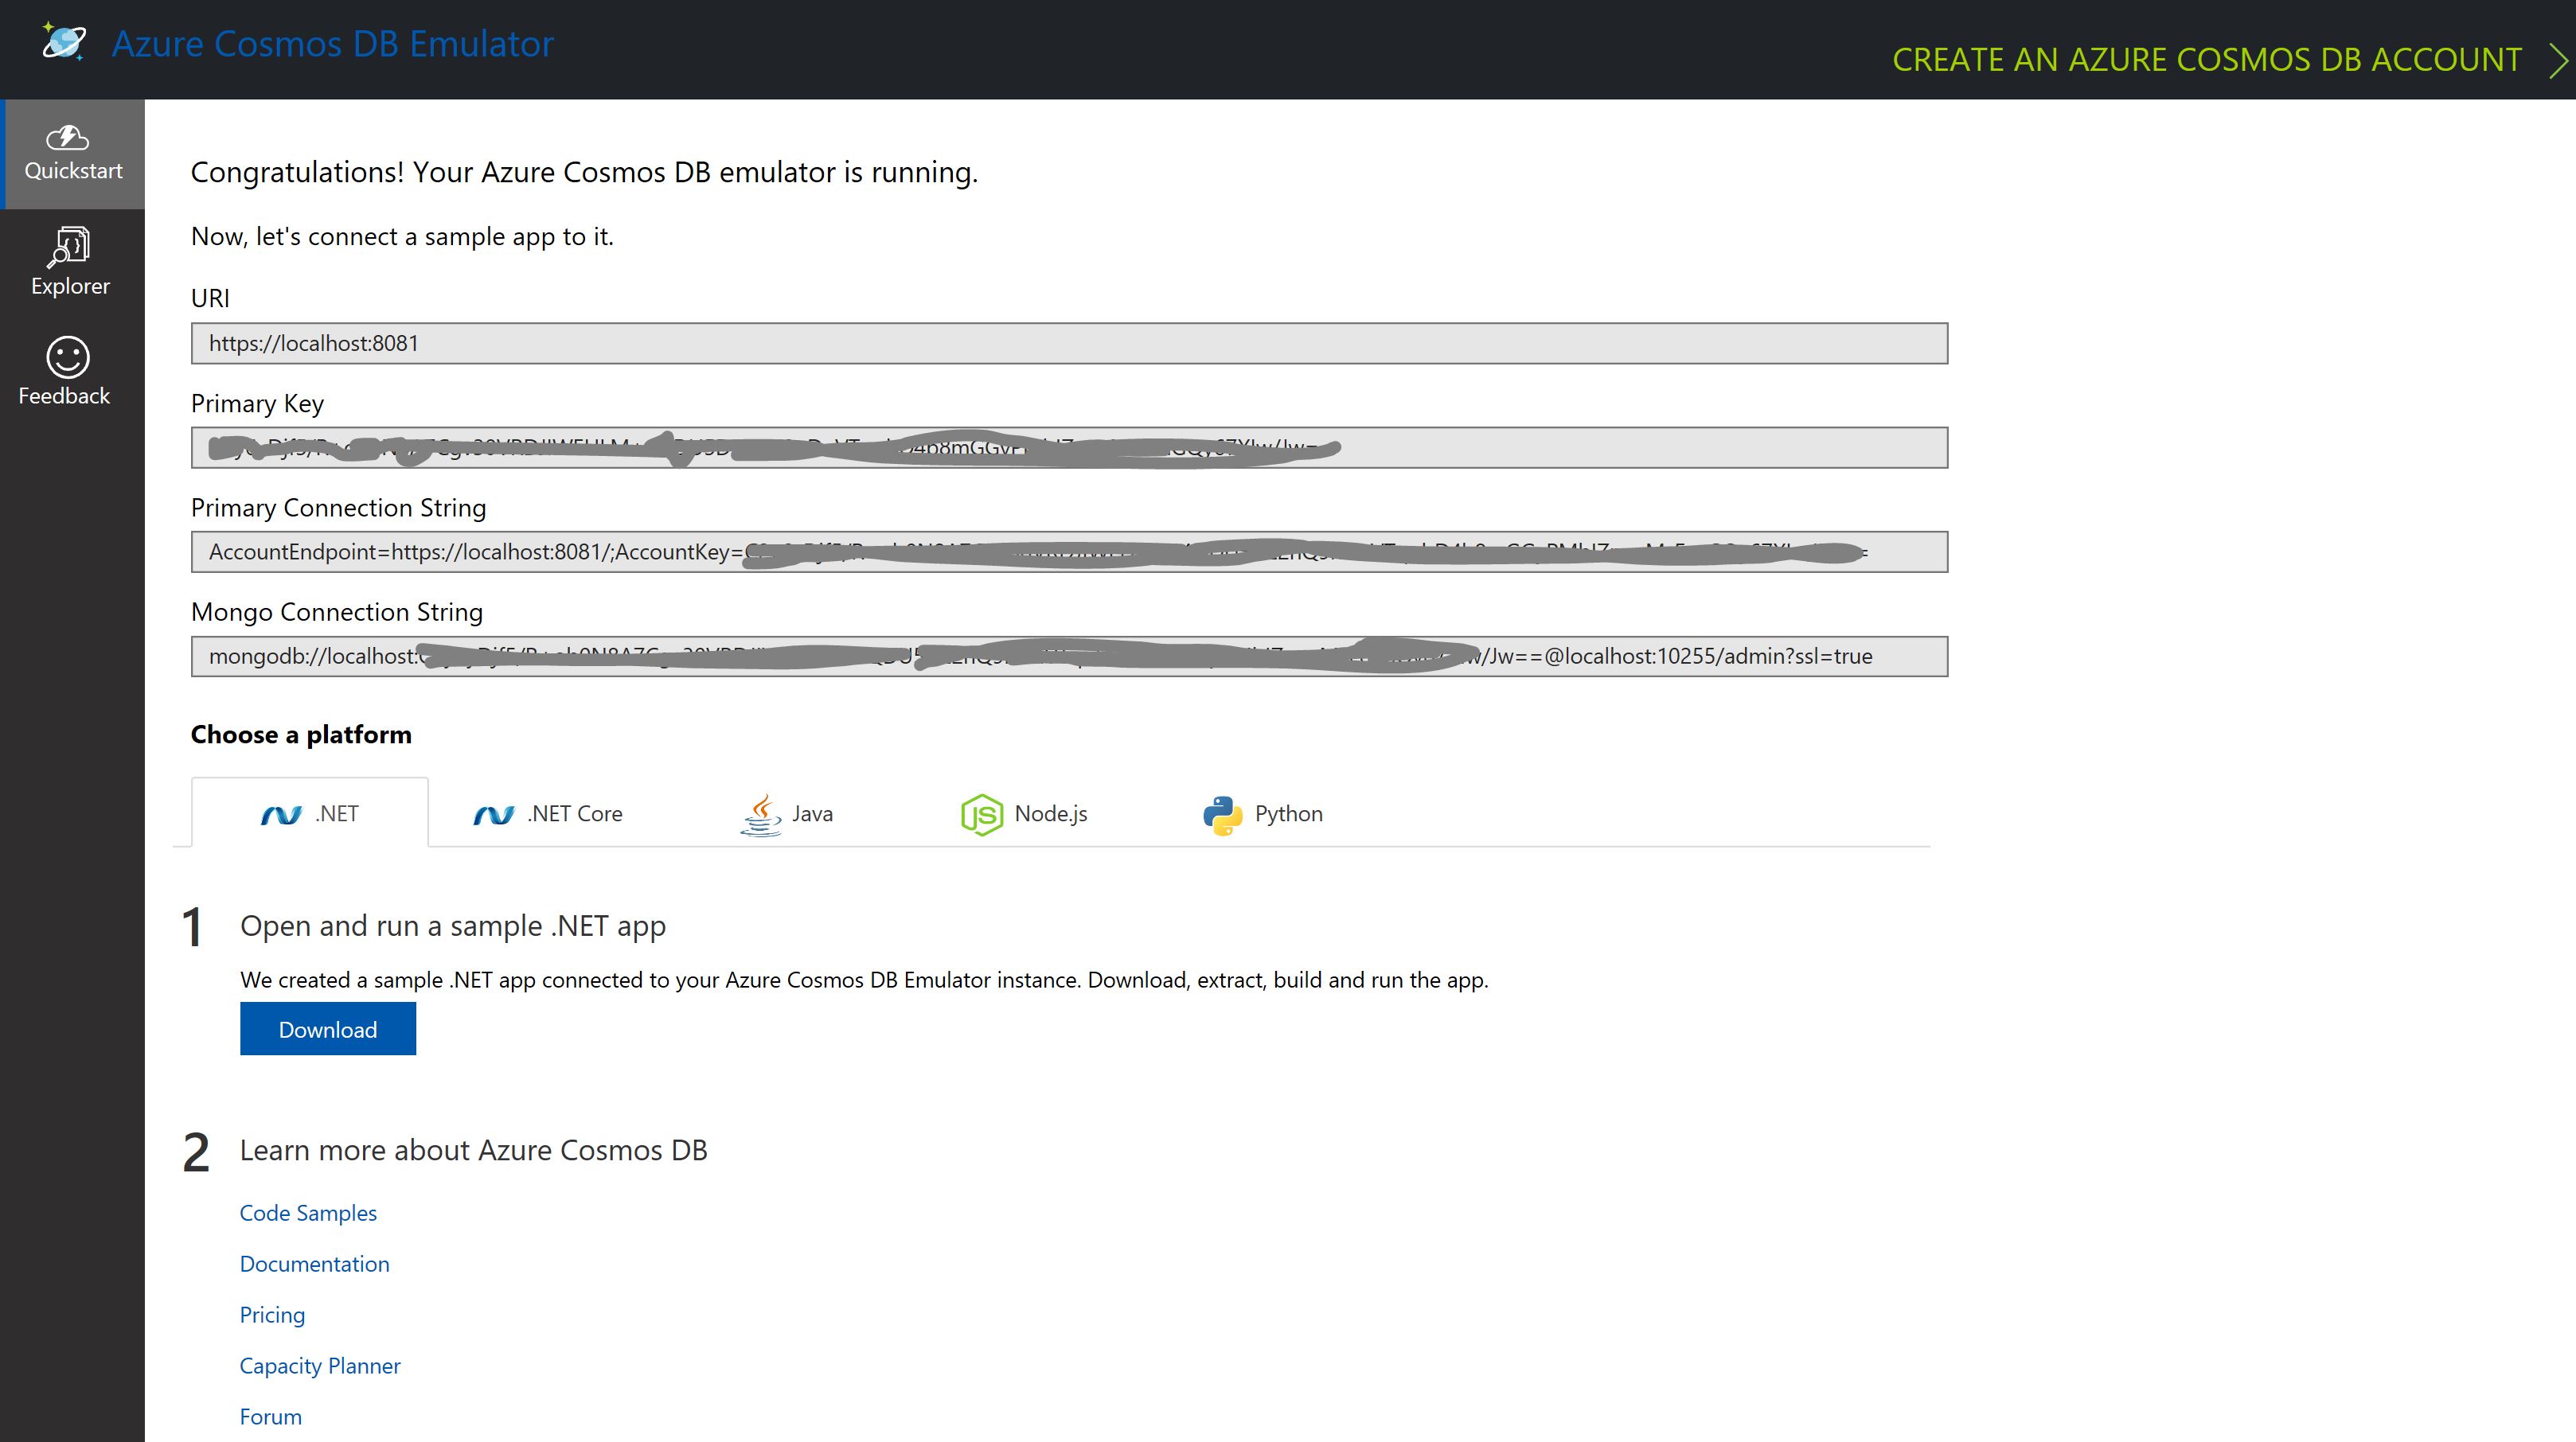 Azure Cosmos DB Emulator
CREATE AN AZURE COSMOS DB ACCOUNT
Quickstart
Explorer
Feedback
Congratulations! Your Azure Cosmos DB emulator is running.
Now, let's connect a sample app to it.
URI
https://localhost:8081
Primary Key
Primary Connection String
AccountEndpoint=https://localhost:8081/;AccountKey=
Mongo Connection String
mongodb://localhost: /Jw==@localhost:10255/admin?ssl=true
Choose a platform
.NET
.NET Core
Java
Node.js
Python
1 Open and run a sample .NET app
We created a sample .NET app connected to your Azure Cosmos DB Emulator instance. Download, extract, build and run the app.
Download
2 Learn more about Azure Cosmos DB
Code Samples
Documentation
Pricing
Capacity Planner
Forum